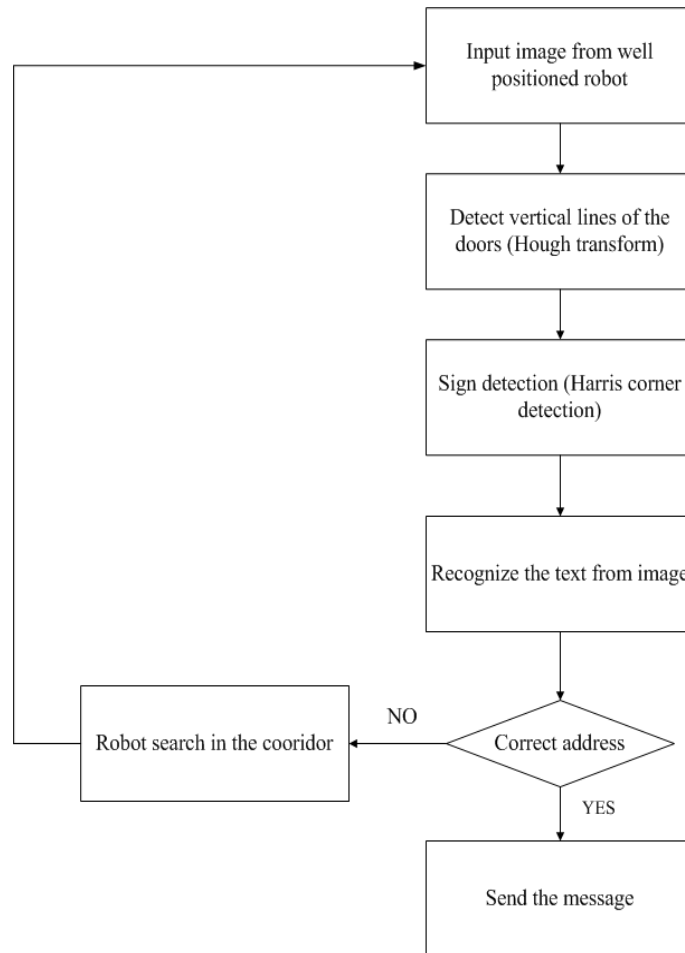 Input image from well
positioned robot
Detect vertical lines of the
doors (Hough transform)
Sign detection (Harris corner
detection)
Recognize the text from image
Correct address
NO
Robot search in the cooridor
YES
Send the message